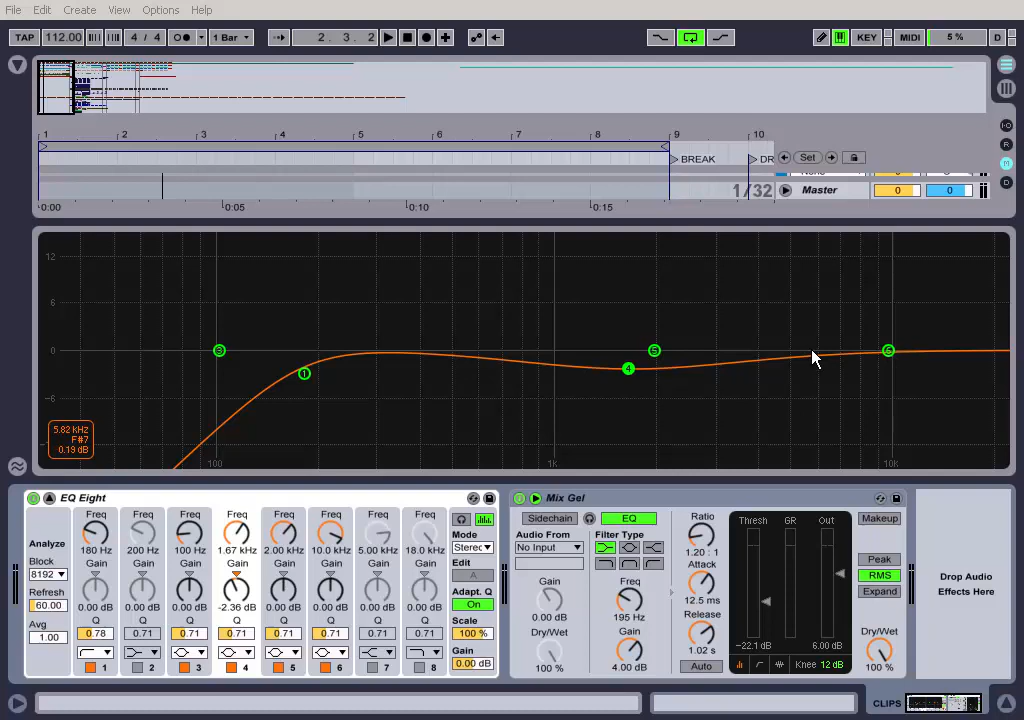 File Edit Create View Options Help
TAP 112.00 4 / 4 1 Bar 2. 3. 2 KEY MIDI 5 % D
1 2 3 4 5 6 7 8 9 10
BREAK DR Set
1/32 Master 0 0
0:00 0:05 0:10 0:15
12
6
3 0 5 6
1 4
-6
5.82 kHz
F#7
0.19 dB
100 1k 10k
EQ Eight
Analyze
Block
8192
Refresh
60.00
Avg
1.00
Freq Freq Freq Freq Freq Freq Freq Freq
180 Hz 200 Hz 100 Hz 1.67 kHz 2.00 kHz 10.0 kHz 5.00 kHz 18.0 kHz
Gain Gain Gain Gain Gain Gain Gain Gain
0.00 dB 0.00 dB 0.00 dB -2.36 dB 0.00 dB 0.00 dB 0.00 dB 0.00 dB
Q Q Q Q Q Q Q Q
0.78 0.71 0.71 0.71 0.71 0.71 0.71 0.71
1 2 3 4 5 6 7 8
Mode
Stereo
Edit
A
Adapt. Q
On
Scale
100 %
Gain
0.00 dB
Mix Gel
Sidechain EQ
Audio From Filter Type
No Input
Gain Freq
0.00 dB 195 Hz
Dry/Wet Gain
100 % 4.00 dB
Ratio
1.20 : 1
Attack
12.5 ms
Release
1.02 s
Auto
Thresh GR Out
-22.1 dB 6.00 dB
Knee 12 dB
Makeup
Peak
RMS
Expand
Dry/Wet
100 %
Drop Audio
Effects Here
CLIPS